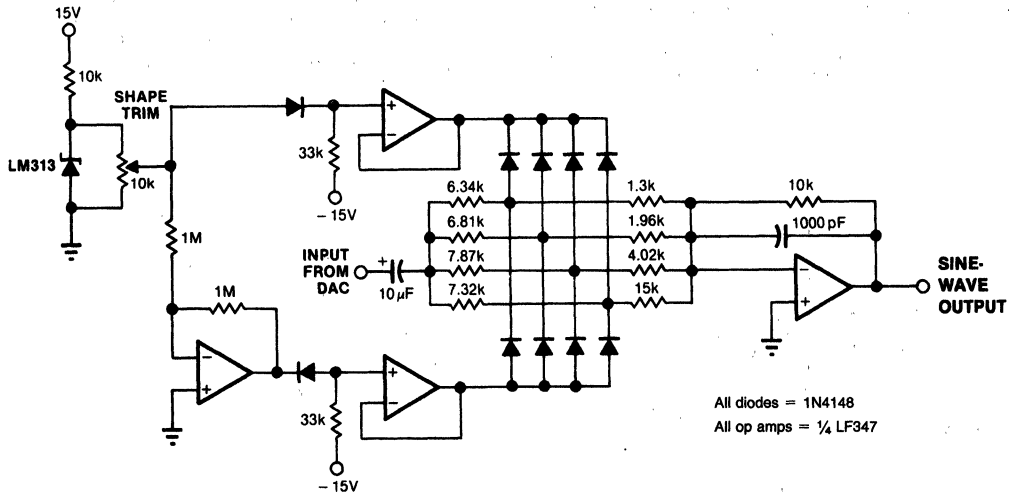 15V
10k
SHAPE
TRIM
LM313
10k
33k
− 15V
1M
1M
33k
− 15V
+
−
−
+
+
−
6.34k
6.81k
7.87k
7.32k
1.3k
1.96k
4.02k
15k
10k
1000 pF
INPUT
FROM
DAC
+
10 μF
−
+
SINE-
WAVE
OUTPUT
All diodes = 1N4148
All op amps = ¼ LF347